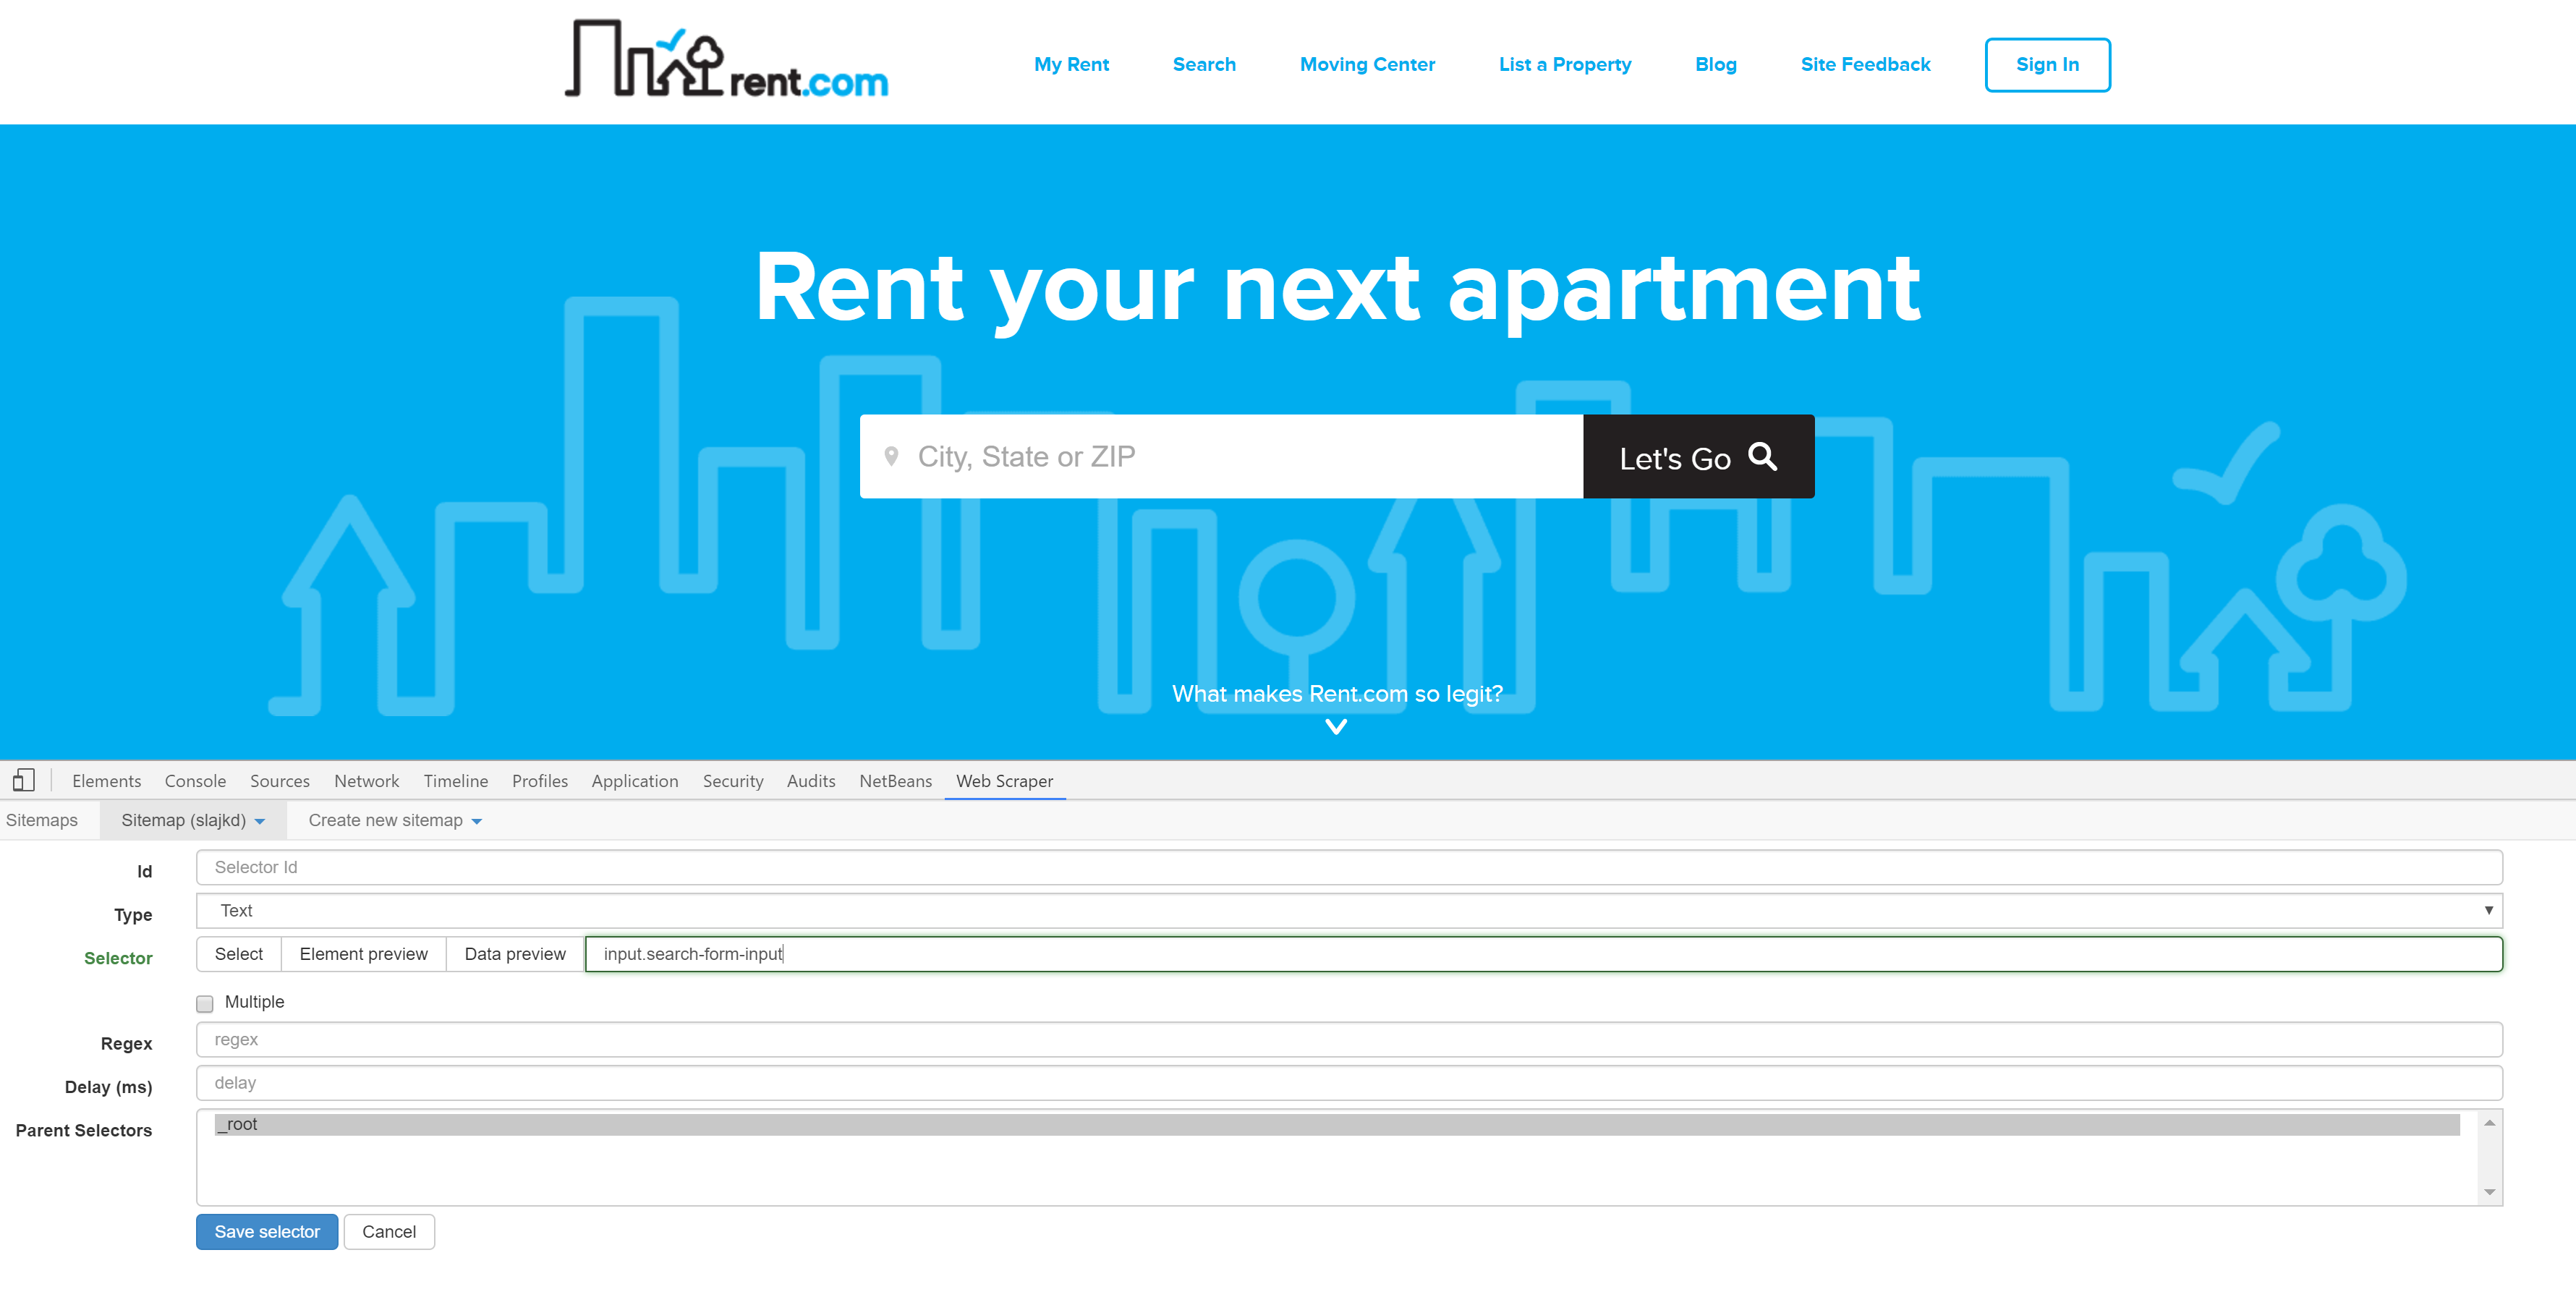 rent.com My Rent Search Moving Center List a Property Blog Site Feedback Sign In
Rent your next apartment
City, State or ZIP Let's Go
What makes Rent.com so legit?
Elements Console Sources Network Timeline Profiles Application Security Audits NetBeans Web Scraper
Sitemaps Sitemap (slajkd) Create new sitemap
Id Selector Id
Type Text
Selector Select Element preview Data preview input.search-form-input
Multiple
Regex regex
Delay (ms) delay
Parent Selectors _root
Save selector Cancel